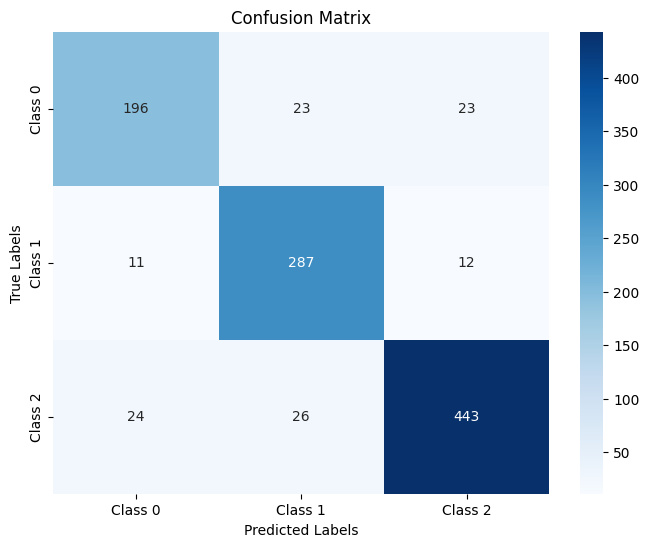 Confusion Matrix
True Labels
Class 0
196 23 23
Class 1
11 287 12
Class 2
24 26 443
Class 0 Class 1 Class 2
Predicted Labels
400
350
300
250
200
150
100
50